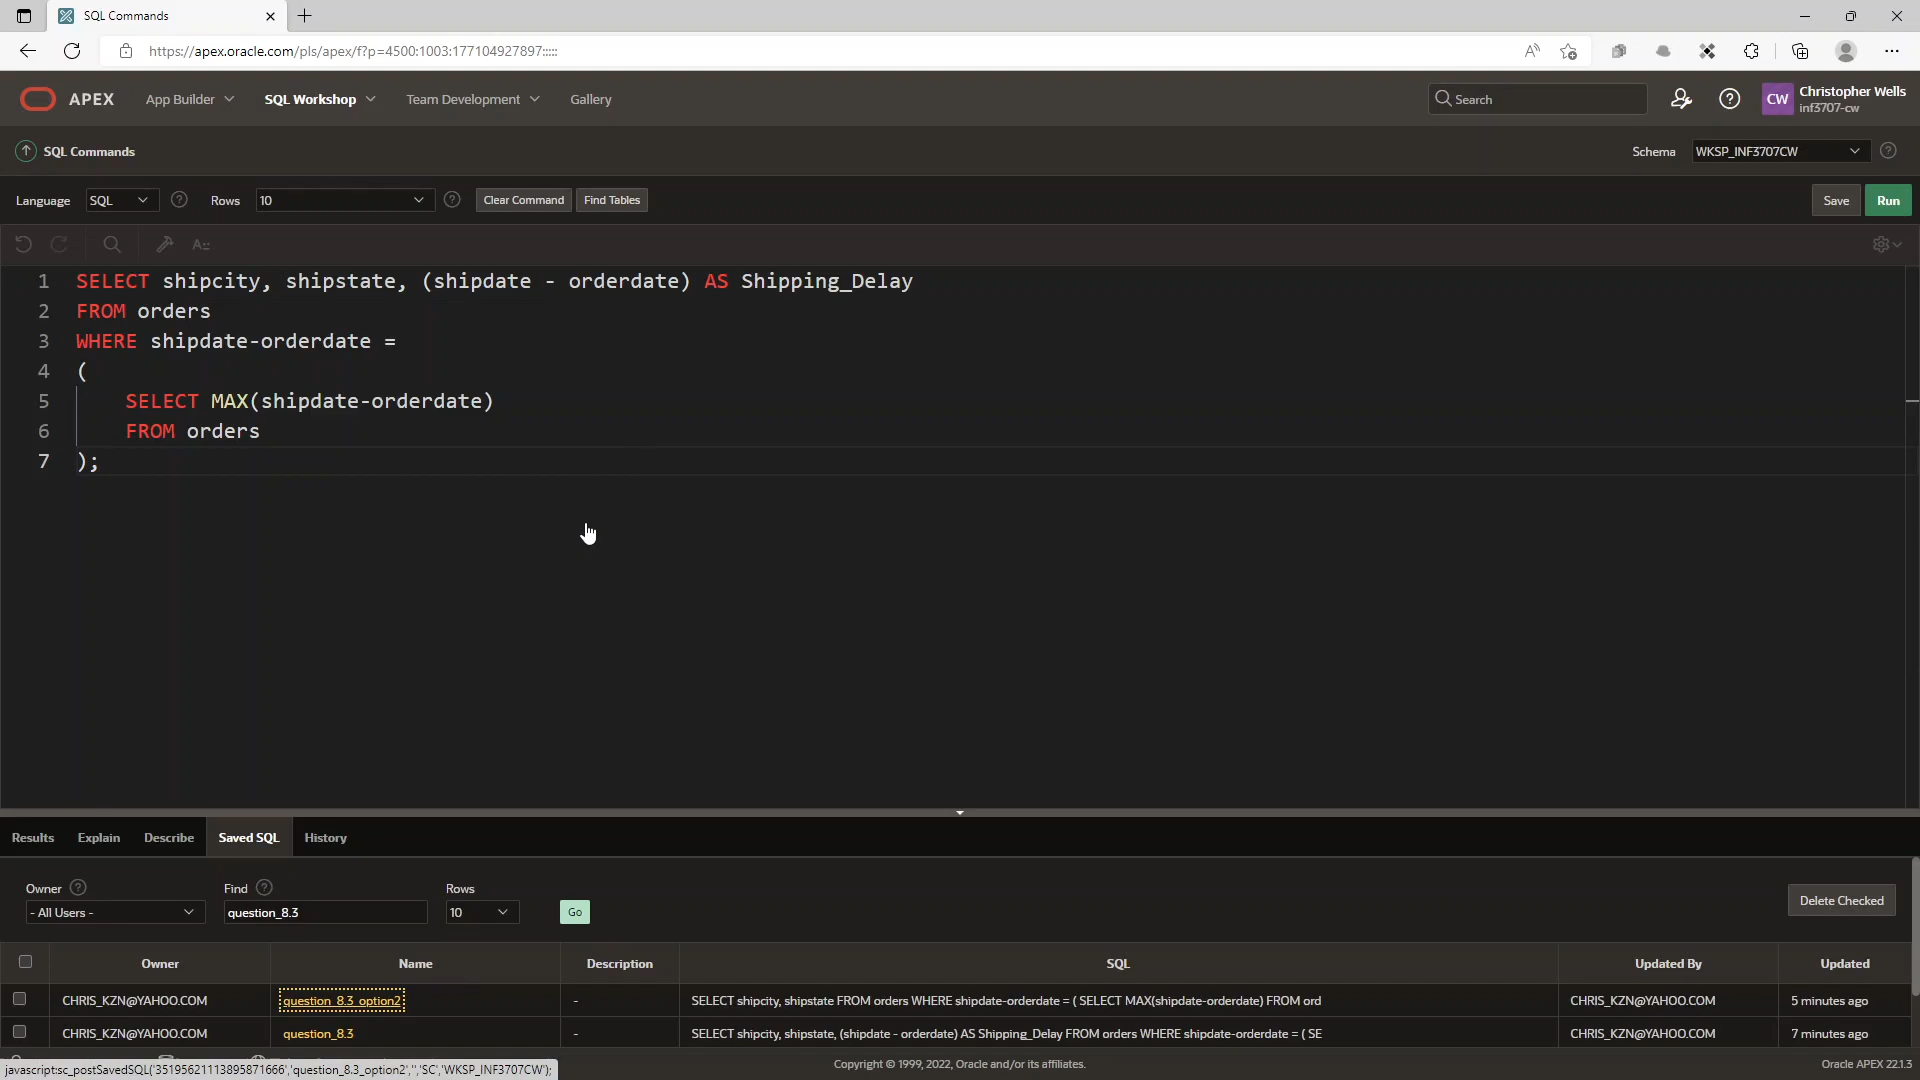 SQL Commands
https://apex.oracle.com/pls/apex/f?p=4500:1003:177104927897:::::
APEX App Builder SQL Workshop Team Development Gallery Search CW Christopher Wells
inf3707-cw
SQL Commands Schema WKSP_INF3707CW
Language SQL Rows 10 Clear Command Find Tables Save Run
1 SELECT shipcity, shipstate, (shipdate - orderdate) AS Shipping_Delay
2 FROM orders
3 WHERE shipdate-orderdate =
4 (
5 SELECT MAX(shipdate-orderdate)
6 FROM orders
7 );
Results Explain Describe Saved SQL History
Owner Find Rows
- All Users - question_8.3 10 Go Delete Checked
Owner Name Description SQL Updated By Updated
CHRIS_KZN@YAHOO.COM question_8.3_option2 - SELECT shipcity, shipstate FROM orders WHERE shipdate-orderdate = ( SELECT MAX(shipdate-orderdate) FROM ord CHRIS_KZN@YAHOO.COM 5 minutes ago
CHRIS_KZN@YAHOO.COM question_8.3 - SELECT shipcity, shipstate, (shipdate - orderdate) AS Shipping_Delay FROM orders WHERE shipdate-orderdate = ( SE CHRIS_KZN@YAHOO.COM 7 minutes ago
javascript:sc_postSavedSQL('35195621113895871666','question_8.3_option2','','SC','WKSP_INF3707CW'); Copyright © 1999, 2022, Oracle and/or its affiliates. Oracle APEX 22.1.3